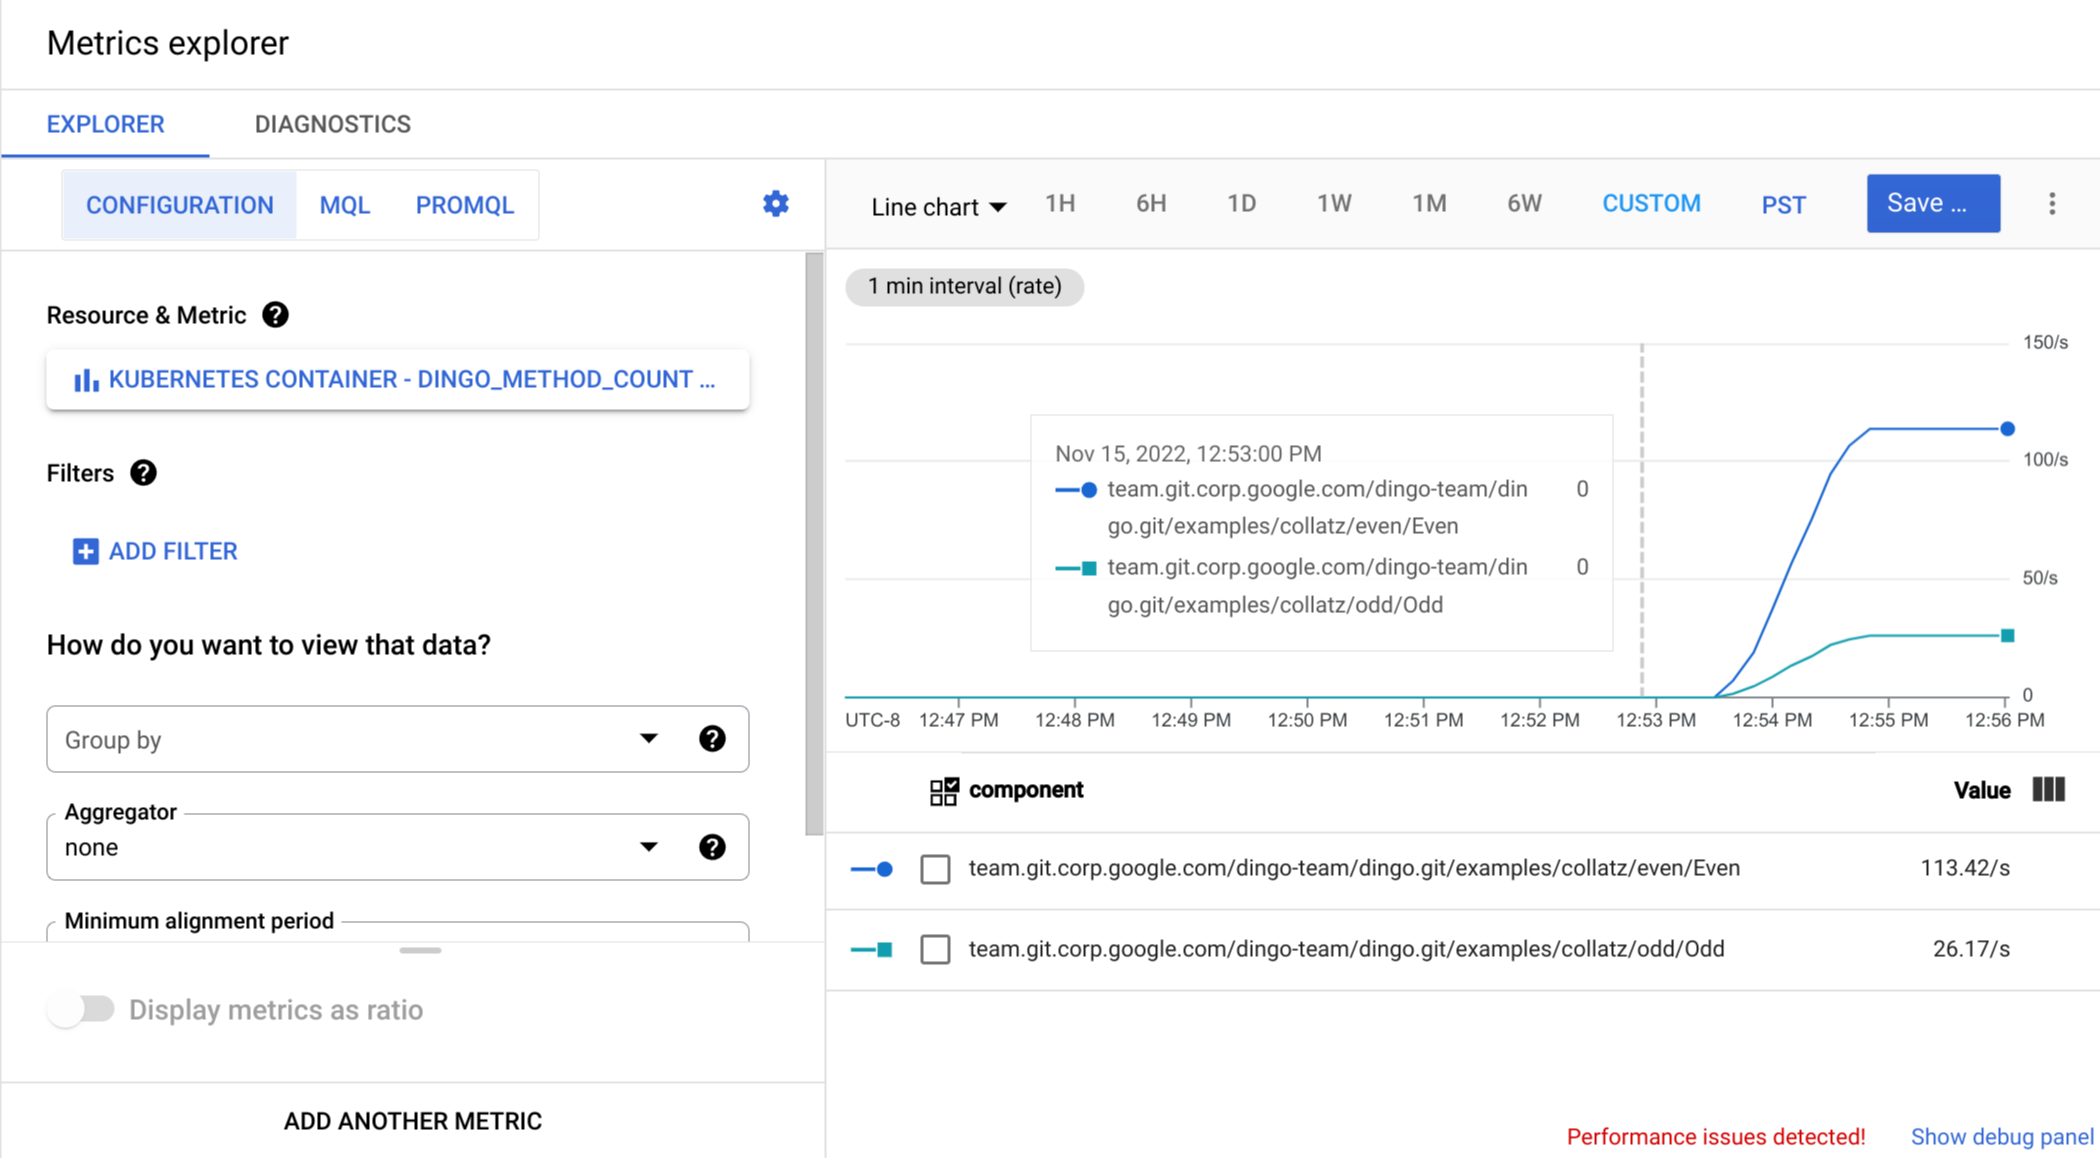 Metrics explorer
EXPLORER
DIAGNOSTICS
CONFIGURATION
MQL
PROMQL
Resource & Metric
KUBERNETES CONTAINER - DINGO_METHOD_COUNT ...
Filters
ADD FILTER
How do you want to view that data?
Group by
Aggregator
none
Minimum alignment period
Display metrics as ratio
ADD ANOTHER METRIC
Line chart
1H
6H
1D
1W
1M
6W
CUSTOM
PST
Save ...
1 min interval (rate)
150/s
100/s
50/s
0
Nov 15, 2022, 12:53:00 PM
team.git.corp.google.com/dingo-team/din 0
go.git/examples/collatz/even/Even
team.git.corp.google.com/dingo-team/din 0
go.git/examples/collatz/odd/Odd
UTC-8 12:47 PM 12:48 PM 12:49 PM 12:50 PM 12:51 PM 12:52 PM 12:53 PM 12:54 PM 12:55 PM 12:56 PM
component Value
team.git.corp.google.com/dingo-team/dingo.git/examples/collatz/even/Even 113.42/s
team.git.corp.google.com/dingo-team/dingo.git/examples/collatz/odd/Odd 26.17/s
Performance issues detected! Show debug panel